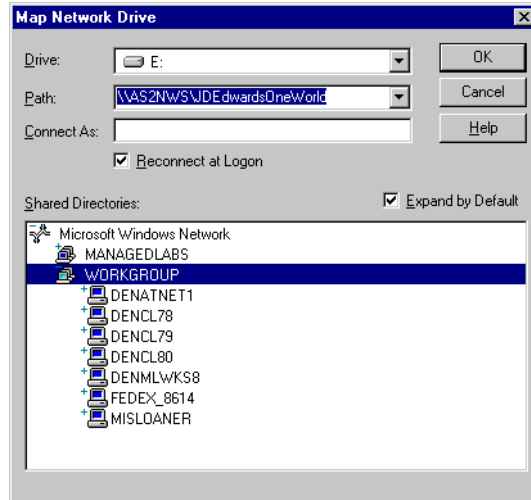 Map Network Drive
Drive: E: OK
Path: \\AS2NWS\JDEdwardsOneWorld Cancel
Connect As: Help
Reconnect at Logon
Shared Directories: Expand by Default
Microsoft Windows Network
MANAGEDLABS
WORKGROUP
DENATNET1
DENCL78
DENCL79
DENCL80
DENMLWKS8
FEDEX_8614
MISLOANER